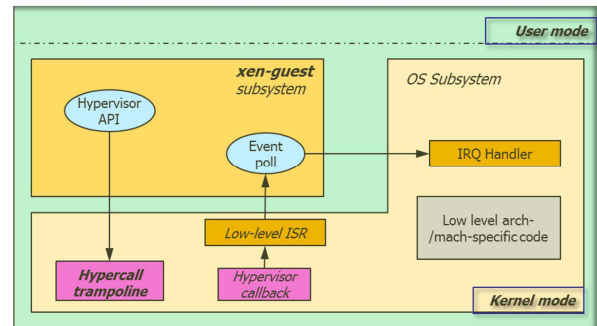 User mode
xen-guest
subsystem
OS Subsystem
Hypervisor
API
Event
poll
IRQ Handler
Low-level ISR
Low level arch-
/mach-specific code
Hypercall
trampoline
Hypervisor
callback
Kernel mode